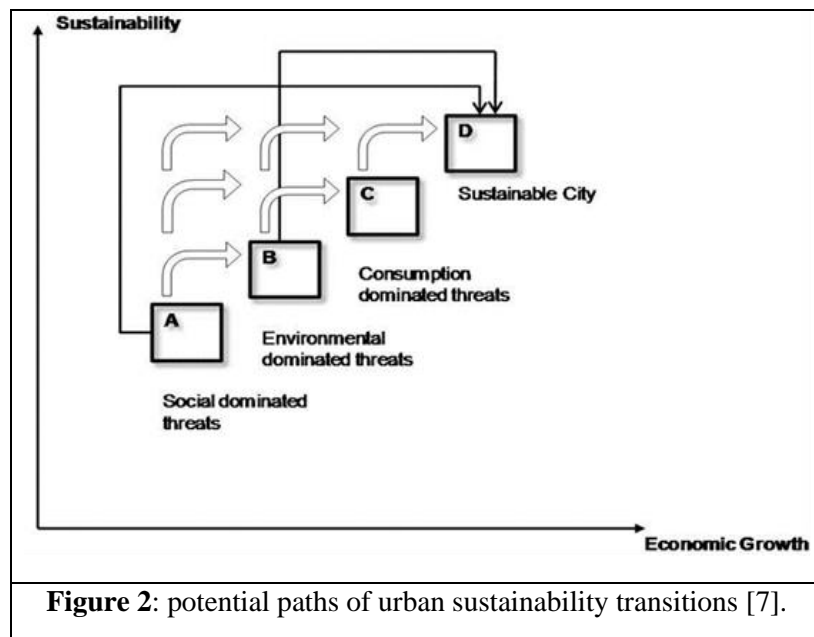 Sustainability
D
Sustainable City
C
Consumption
dominated threats
B
Environmental
dominated threats
A
Social dominated
threats
Economic Growth
Figure 2: potential paths of urban sustainability transitions [7].